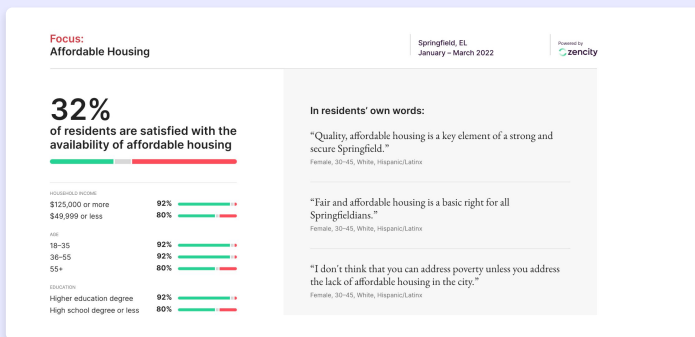 Focus:
Affordable Housing
Springfield, EL
January – March 2022
Powered by
zencity
32%
of residents are satisfied with the
availability of affordable housing
HOUSEHOLD INCOME
$125,000 or more 92%
$49,999 or less 80%
AGE
18–35 92%
36–55 92%
55+ 80%
EDUCATION
Higher education degree 92%
High school degree or less 80%
In residents’ own words:
“Quality, affordable housing is a key element of a strong and
secure Springfield.”
Female, 30–45, White, Hispanic/Latinx
“Fair and affordable housing is a basic right for all
Springfieldians.”
Female, 30–45, White, Hispanic/Latinx
“I don't think that you can address poverty unless you address
the lack of affordable housing in the city.”
Female, 30–45, White, Hispanic/Latinx